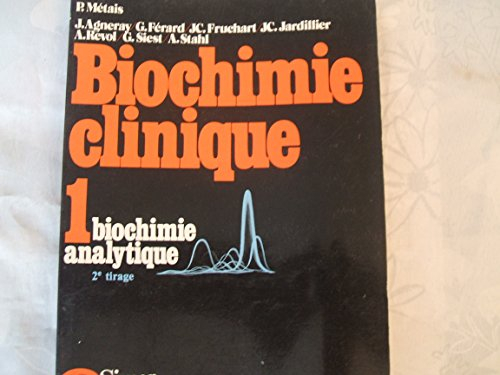 P. Métais
J. Agneray / G. Férard / JC. Fruchart / JC. Jardillier
A. Revol / G. Siest / A. Stahl
Biochimie
clinique
1 biochimie
analytique
2e tirage